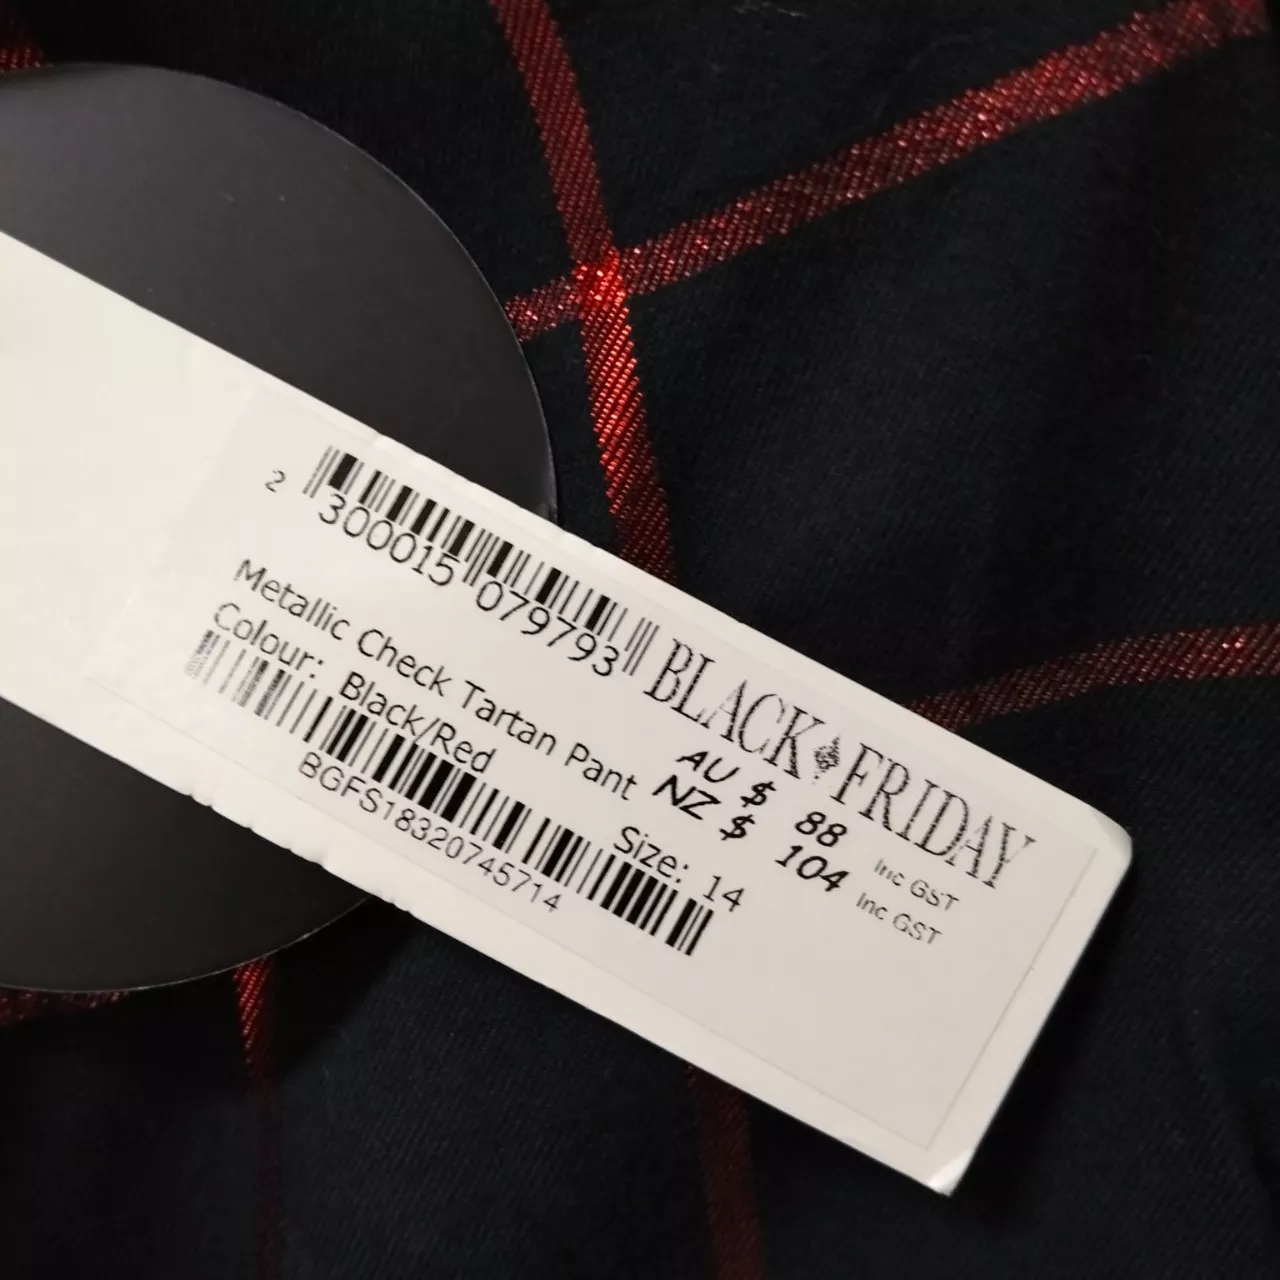 2 300015 079793
BLACK FRIDAY
Metallic Check Tartan Pant
AU $ 88 Inc GST
Colour: Black/Red
NZ $ 104 Inc GST
Size: 14
BGFS18320745714